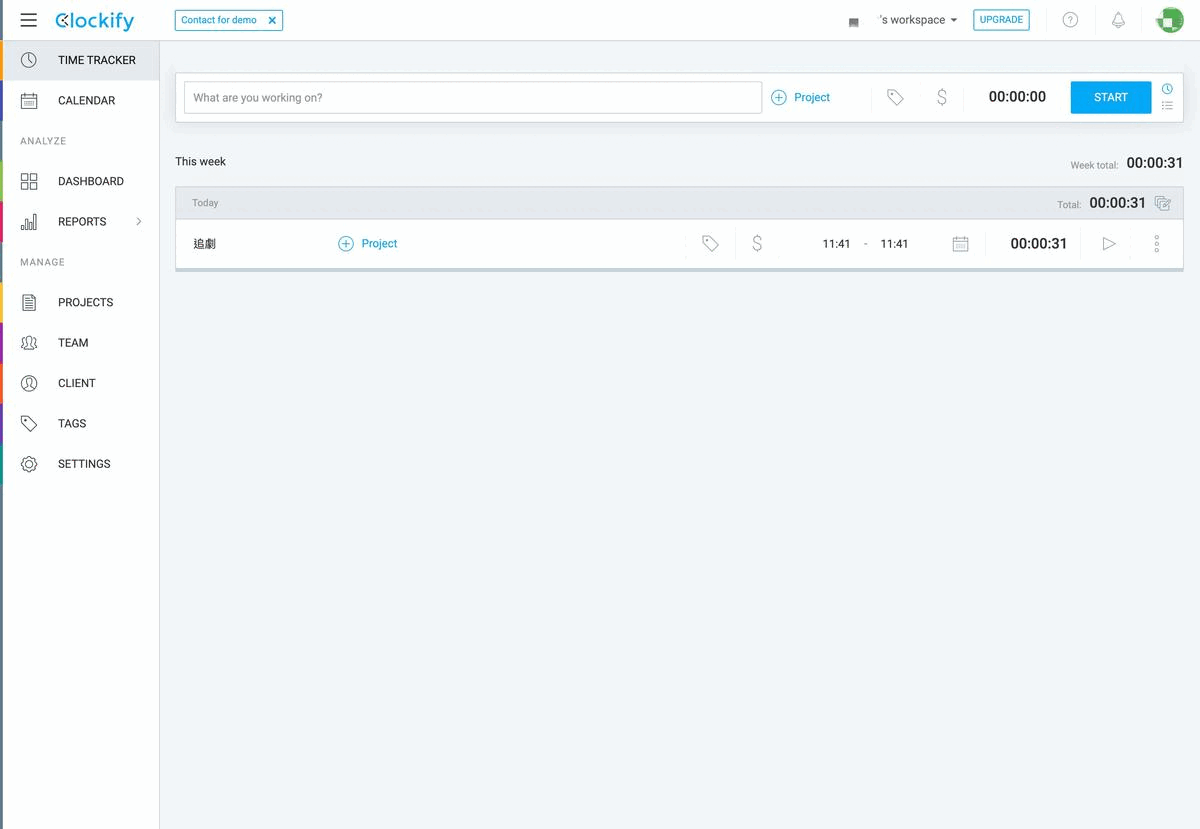 Clockify
Contact for demo ×
's workspace
UPGRADE
?
TIME TRACKER
CALENDAR
ANALYZE
DASHBOARD
REPORTS
MANAGE
PROJECTS
TEAM
CLIENT
TAGS
SETTINGS
What are you working on?
Project
$
00:00:00
START
This week
Week total: 00:00:31
Today
Total: 00:00:31
追劇
Project
$
11:41 - 11:41
00:00:31